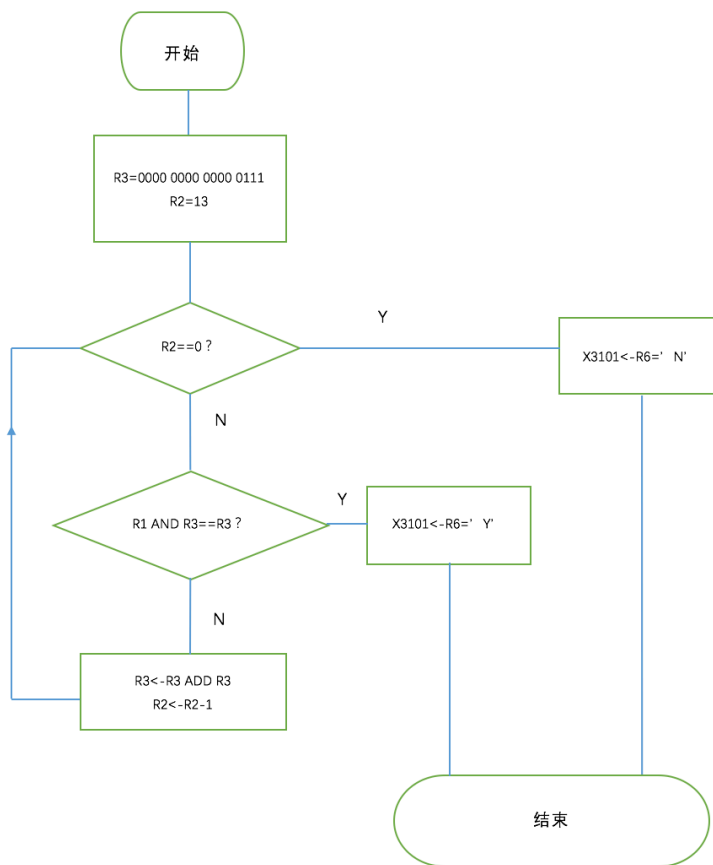 开始
R3=0000 0000 0000 0111
R2=13
Y
R2==0？
X3101<-R6=’ N'
N
Y
R1 AND R3==R3？
X3101<-R6=’ Y'
N
R3<-R3 ADD R3
R2<-R2-1
结束